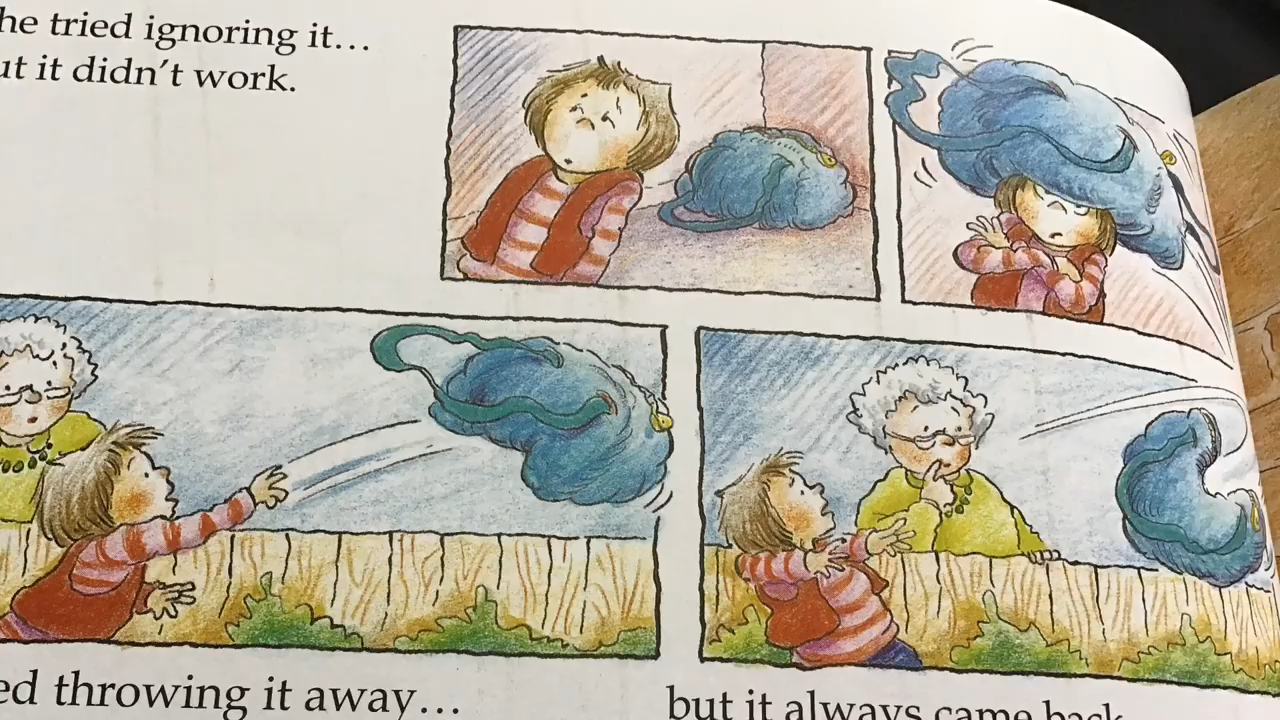 he tried ignoring it...
ut it didn't work.
ed throwing it away...
but it always came back